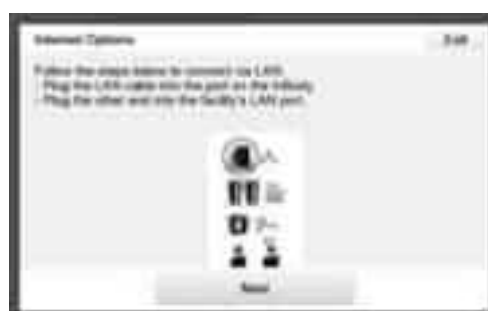 Internet Options
Exit
Follow the steps below to connect via LAN.
- Plug the LAN cable into the port on the InBody.
- Plug the other end into the facility's LAN port.
Next